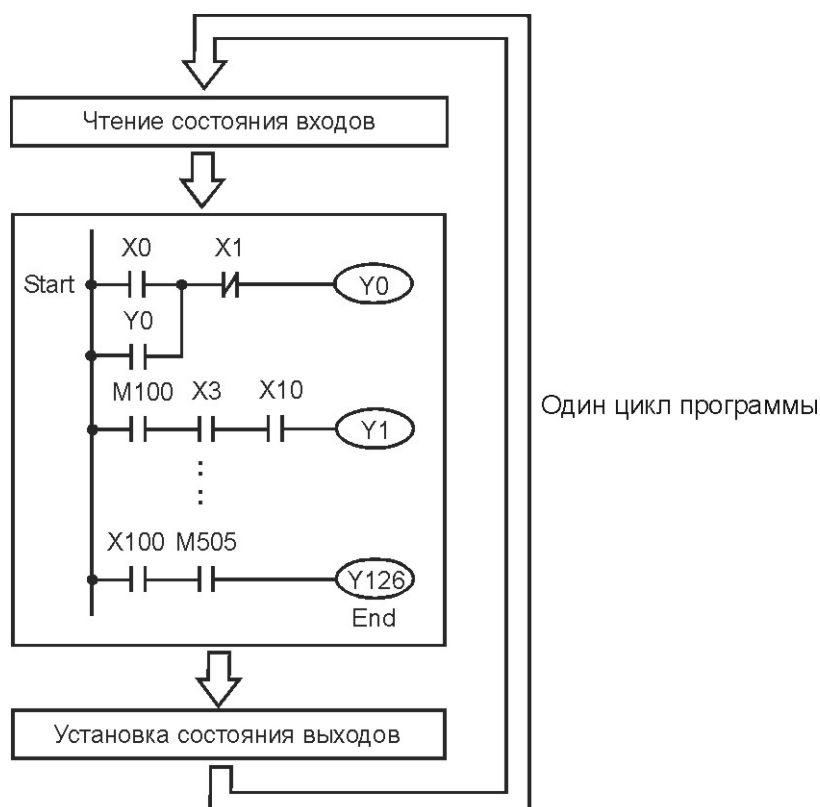 Чтение состояния входов
X0 X1
Start Y0
Y0
M100 X3 X10
Y1
Один цикл программы
X100 M505
Y126
End
Установка состояния выходов